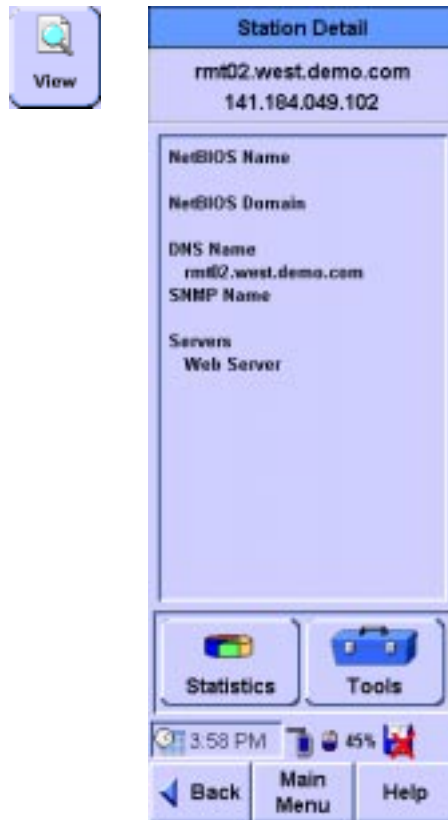 View
Station Detail
rmt02.west.demo.com
141.184.049.102
NetBIOS Name
NetBIOS Domain
DNS Name
rmt02.west.demo.com
SNMP Name
Servers
Web Server
Statistics
Tools
3:58 PM
45%
Back
Main
Menu
Help